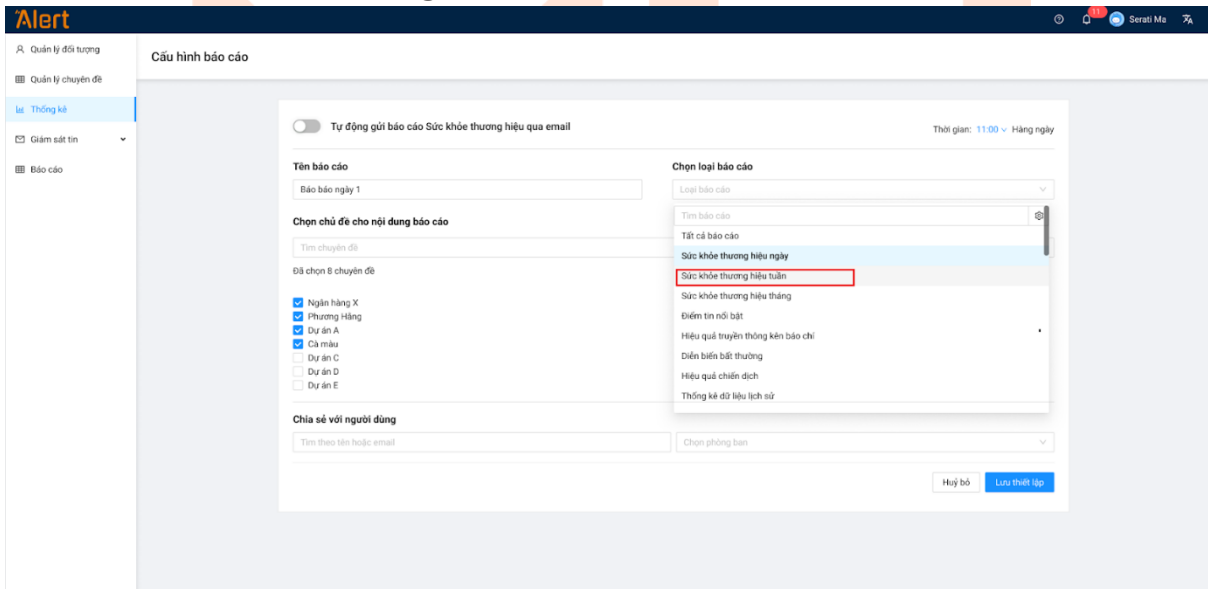 Alert
11
Serati Ma
Quản lý đối tượng
Quản lý chuyên đề
Thống kê
Giám sát tin
Báo cáo
Cấu hình báo cáo
Tự động gửi báo cáo Sức khỏe thương hiệu qua email
Thời gian: 11:00 Hàng ngày
Tên báo cáo
Báo báo ngày 1
Chọn loại báo cáo
Loại báo cáo
Tìm báo cáo
Tất cả báo cáo
Sức khỏe thương hiệu ngày
Sức khỏe thương hiệu tuần
Sức khỏe thương hiệu tháng
Điểm tin nổi bật
Hiệu quả truyền thông kên báo chí
Diễn biến bất thường
Hiệu quả chiến dịch
Thống kê dữ liệu lịch sử
Chọn chủ đề cho nội dung báo cáo
Tìm chuyên đề
Đã chọn 8 chuyên đề
Ngân hàng X
Phương Hằng
Dự án A
Cà màu
Dự án C
Dự án D
Dự án E
Chia sẻ với người dùng
Tìm theo tên hoặc email
Chọn phòng ban
Huỷ bỏ
Lưu thiết lập